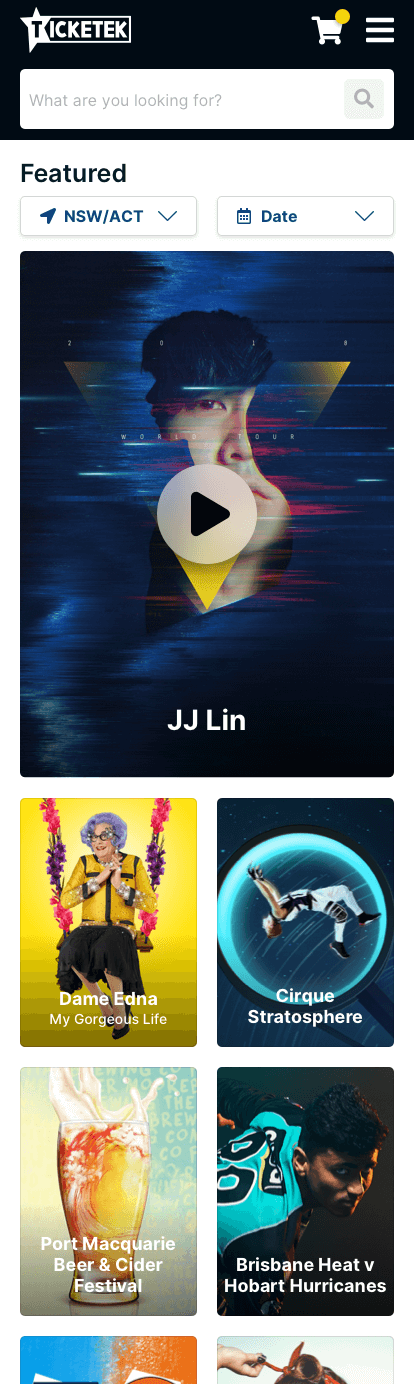 TICKETEK
What are you looking for?
Featured
NSW/ACT
Date
2 0 1 8
WORLD TOUR
JJ Lin
Dame Edna
My Gorgeous Life
Cirque
Stratosphere
Port Macquarie
Beer & Cider
Festival
Brisbane Heat v
Hobart Hurricanes